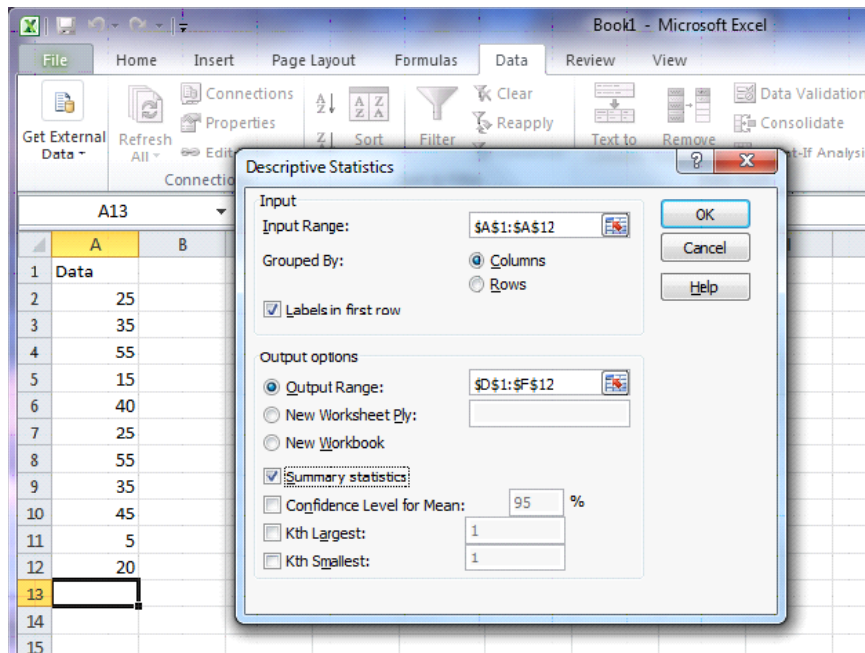 Book1 - Microsoft Excel
File Home Insert Page Layout Formulas Data Review View
Get External Data
Refresh All
Connections
Properties
Edit
Connectio
Sort
Filter
Clear
Reapply
Text to
Remove
Data Validation
Consolidate
t-If Analysi
A13
A B
1 Data
2 25
3 35
4 55
5 15
6 40
7 25
8 55
9 35
10 45
11 5
12 20
13
14
15
Descriptive Statistics
Input
Input Range: $A$1:$A$12
Grouped By: Columns
Rows
Labels in first row
Output options
Output Range: $D$1:$F$12
New Worksheet Ply:
New Workbook
Summary statistics
Confidence Level for Mean: 95 %
Kth Largest: 1
Kth Smallest: 1
OK
Cancel
Help